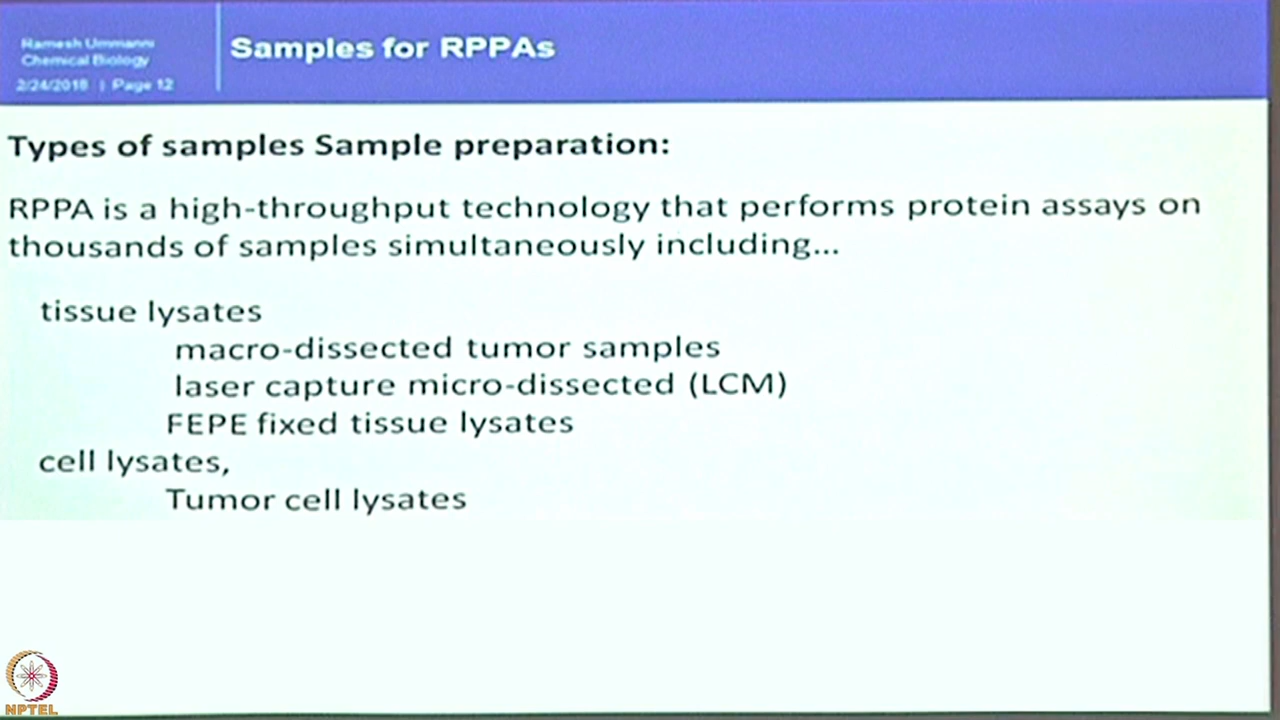 Ramesh Ummanni
Chemical Biology
2/24/2018 | Page 12
Samples for RPPAs
Types of samples Sample preparation:
RPPA is a high-throughput technology that performs protein assays on
thousands of samples simultaneously including...
tissue lysates
macro-dissected tumor samples
laser capture micro-dissected (LCM)
FEPE fixed tissue lysates
cell lysates,
Tumor cell lysates
NPTEL